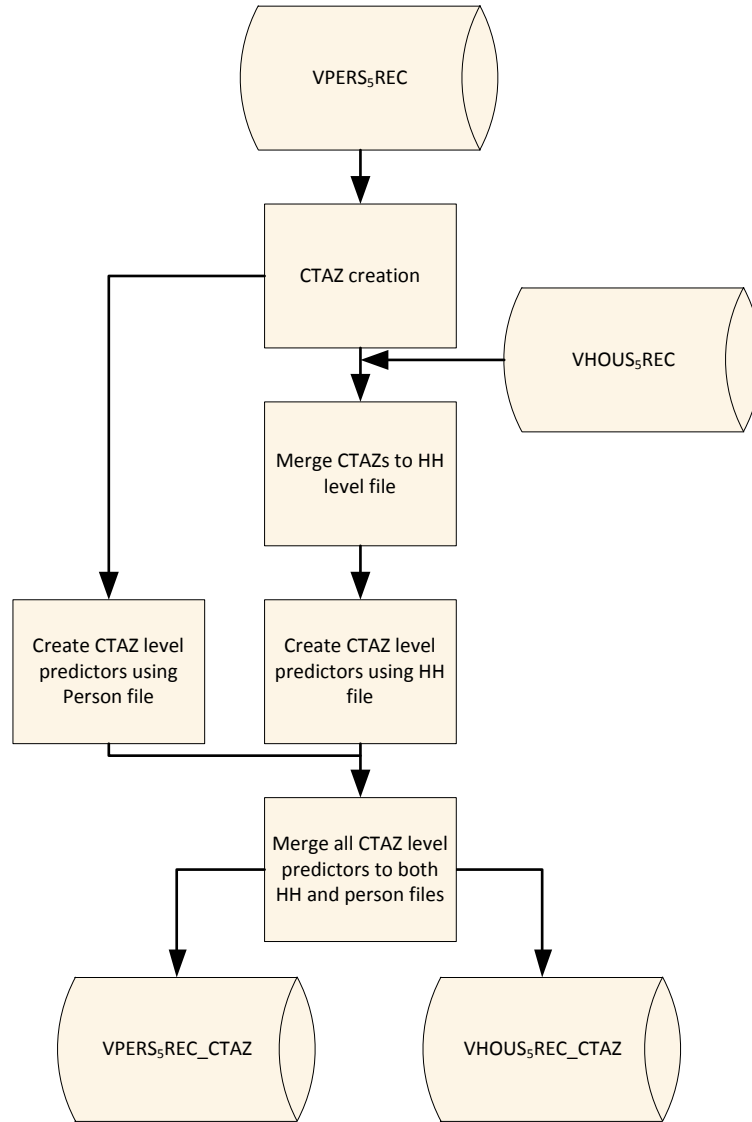 VPERS₅REC
CTAZ creation
VHOUS₅REC
Merge CTAZs to HH
level file
Create CTAZ level
predictors using
Person file
Create CTAZ level
predictors using HH
file
Merge all CTAZ level
predictors to both
HH and person files
VPERS₅REC_CTAZ
VHOUS₅REC_CTAZ